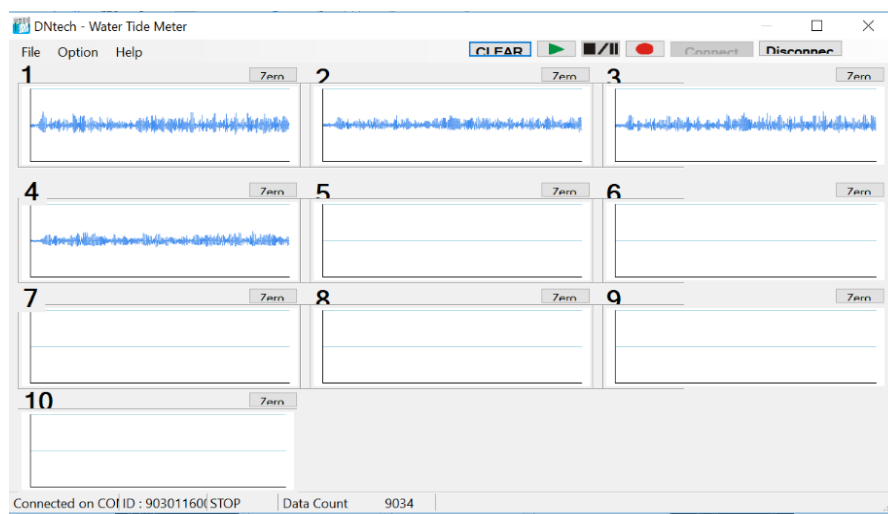 DNtech - Water Tide Meter
File Option Help CLEAR Connect Disconnec
1 Zero 2 Zero 3 Zero
4 Zero 5 Zero 6 Zero
7 Zero 8 Zero 9 Zero
10 Zero
Connected on CO ID : 903011600 STOP Data Count 9034